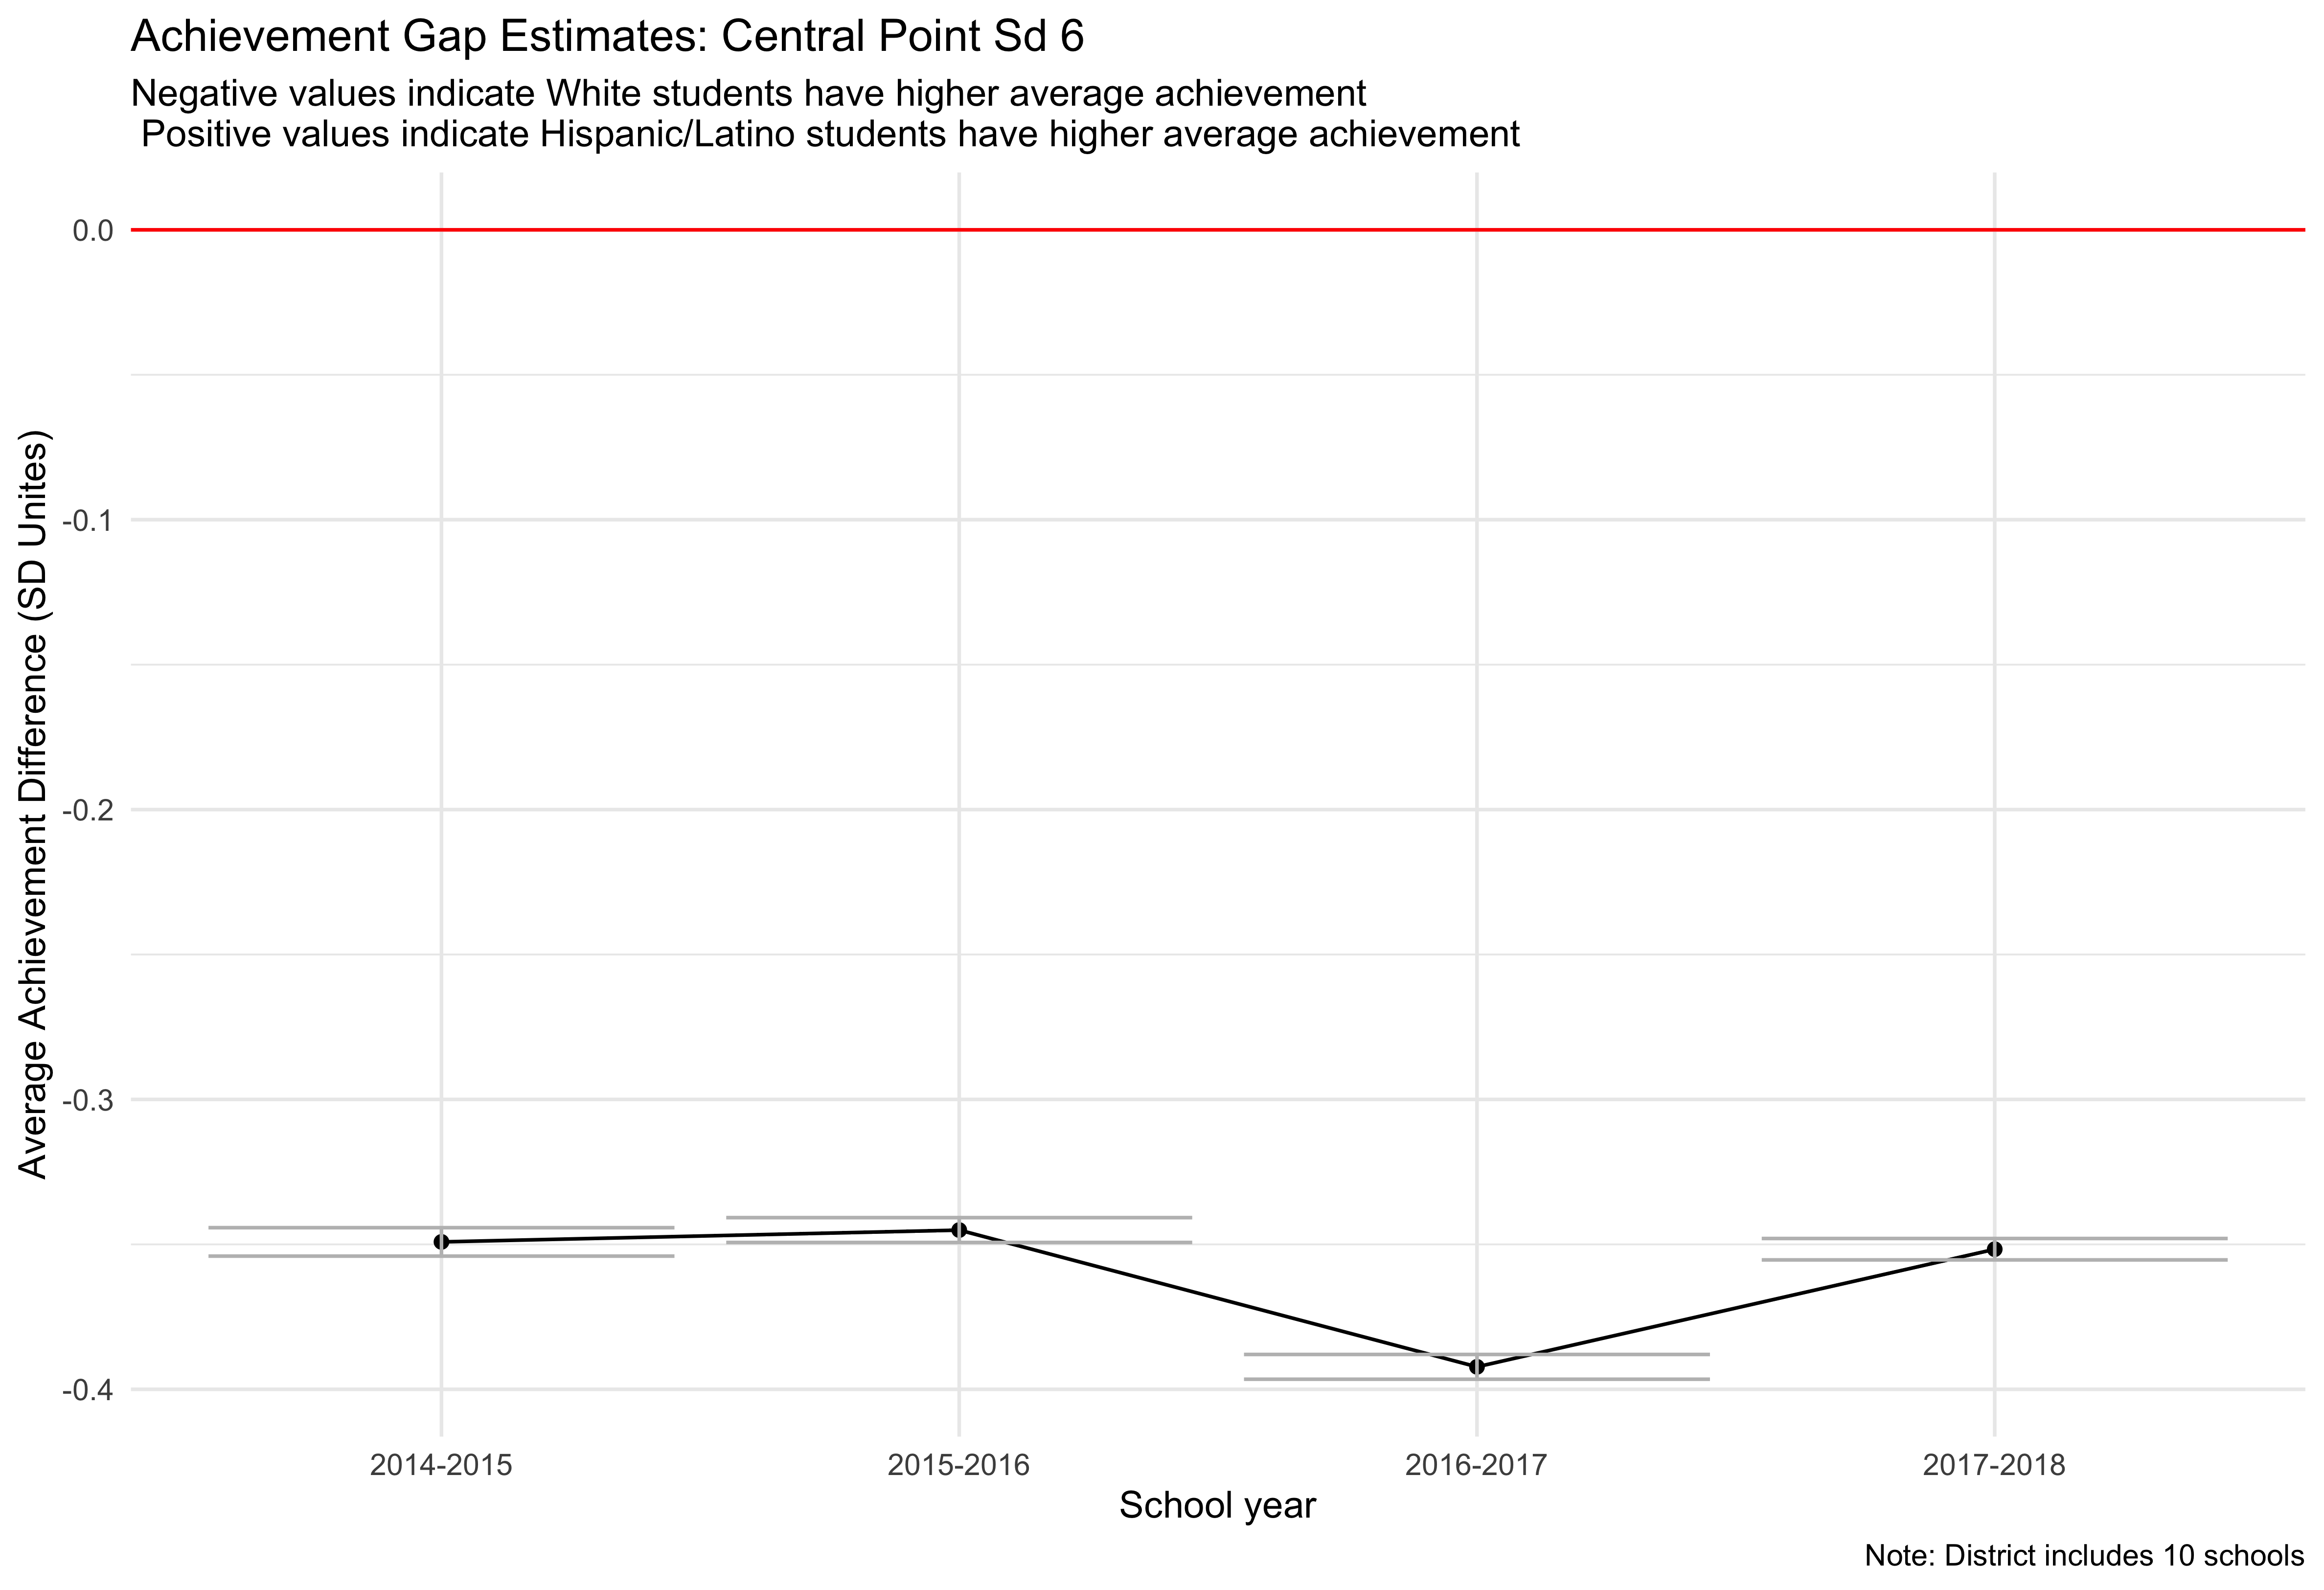 Achievement Gap Estimates: Central Point Sd 6
Negative values indicate White students have higher average achievement
Positive values indicate Hispanic/Latino students have higher average achievement
Average Achievement Difference (SD Unites)
0.0
-0.1
-0.2
-0.3
-0.4
2014-2015
2015-2016
2016-2017
2017-2018
School year
Note: District includes 10 schools